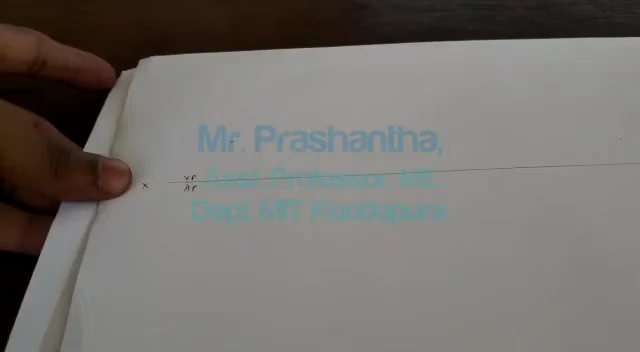 Mr. Prashantha,
Asst. Professor, ME
Dept. MIT Kundapura
X VP
HP